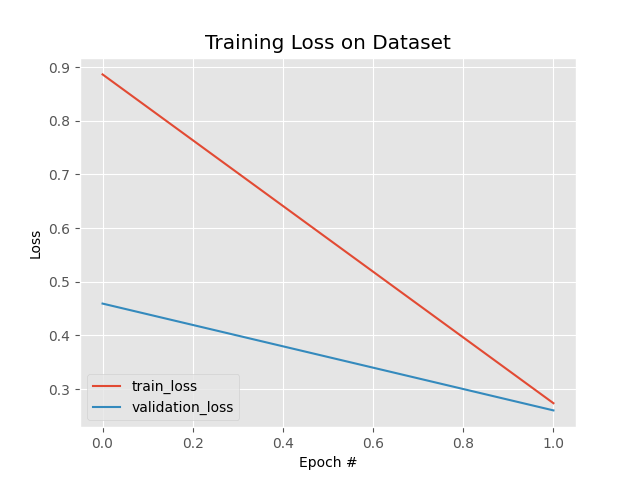 Training Loss on Dataset
0.9
0.8
0.7
0.6
0.5
0.4
0.3
Loss
train_loss
validation_loss
0.0 0.2 0.4 0.6 0.8 1.0
Epoch #